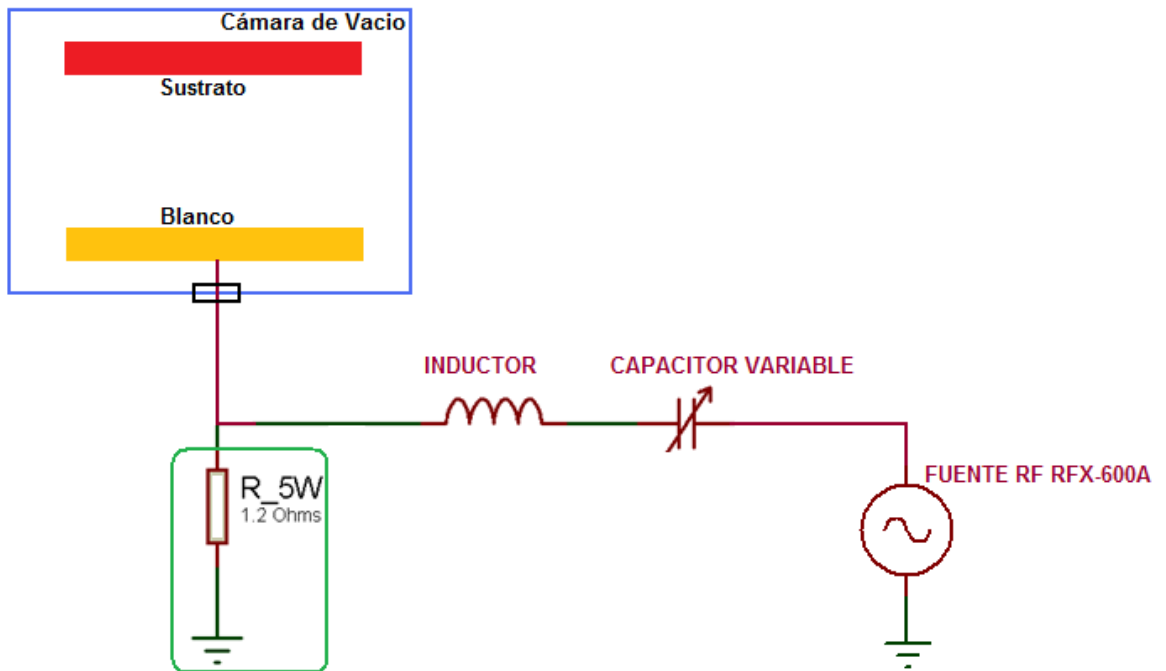 Cámara de Vacio
Sustrato
Blanco
INDUCTOR
CAPACITOR VARIABLE
R_5W
1.2 Ohms
FUENTE RF RFX-600A